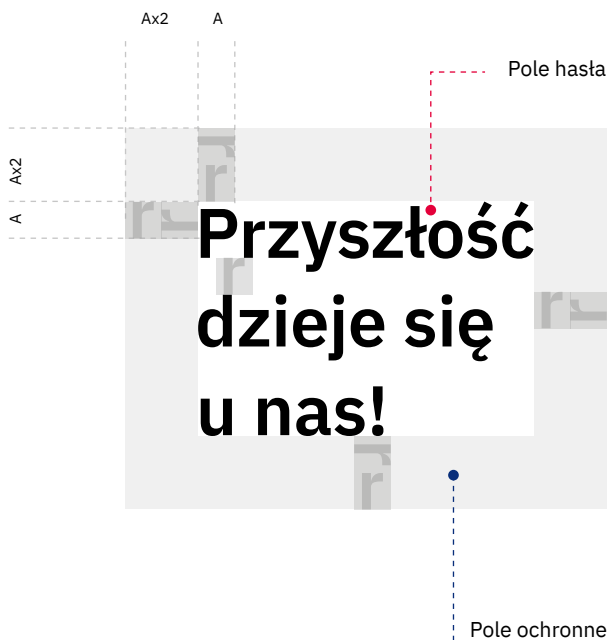 Ax2
A
Pole hasła
Ax2
A
r
r
r
r
Przyszłość
r
dzieje się
r
r
u nas!
r
r
Pole ochronne